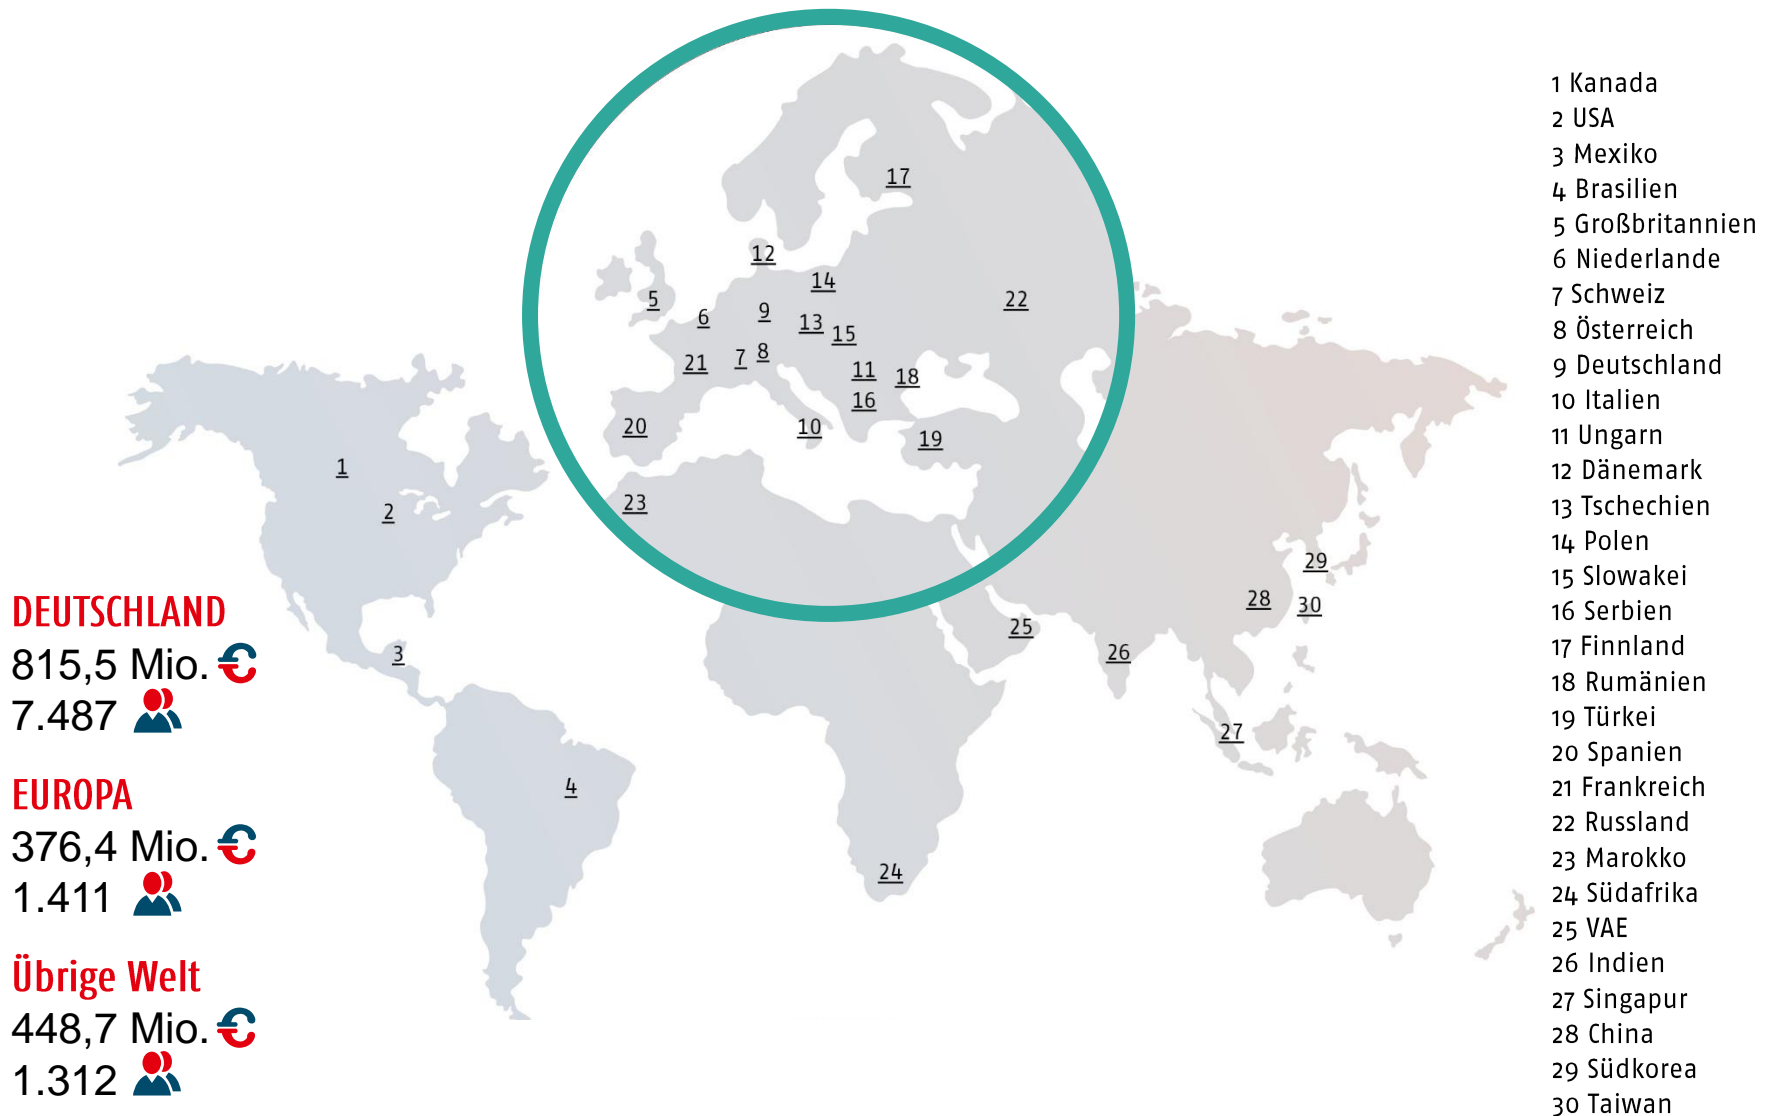 17
12
14
5
6
9
13
22
15
21
7
8
11
18
16
20
10
19
1
23
2
29
28
30
25
3
26
27
4
24
DEUTSCHLAND
815,5 Mio. €
7.487
EUROPA
376,4 Mio. €
1.411
Übrige Welt
448,7 Mio. €
1.312
1 Kanada
2 USA
3 Mexiko
4 Brasilien
5 Großbritannien
6 Niederlande
7 Schweiz
8 Österreich
9 Deutschland
10 Italien
11 Ungarn
12 Dänemark
13 Tschechien
14 Polen
15 Slowakei
16 Serbien
17 Finnland
18 Rumänien
19 Türkei
20 Spanien
21 Frankreich
22 Russland
23 Marokko
24 Südafrika
25 VAE
26 Indien
27 Singapur
28 China
29 Südkorea
30 Taiwan